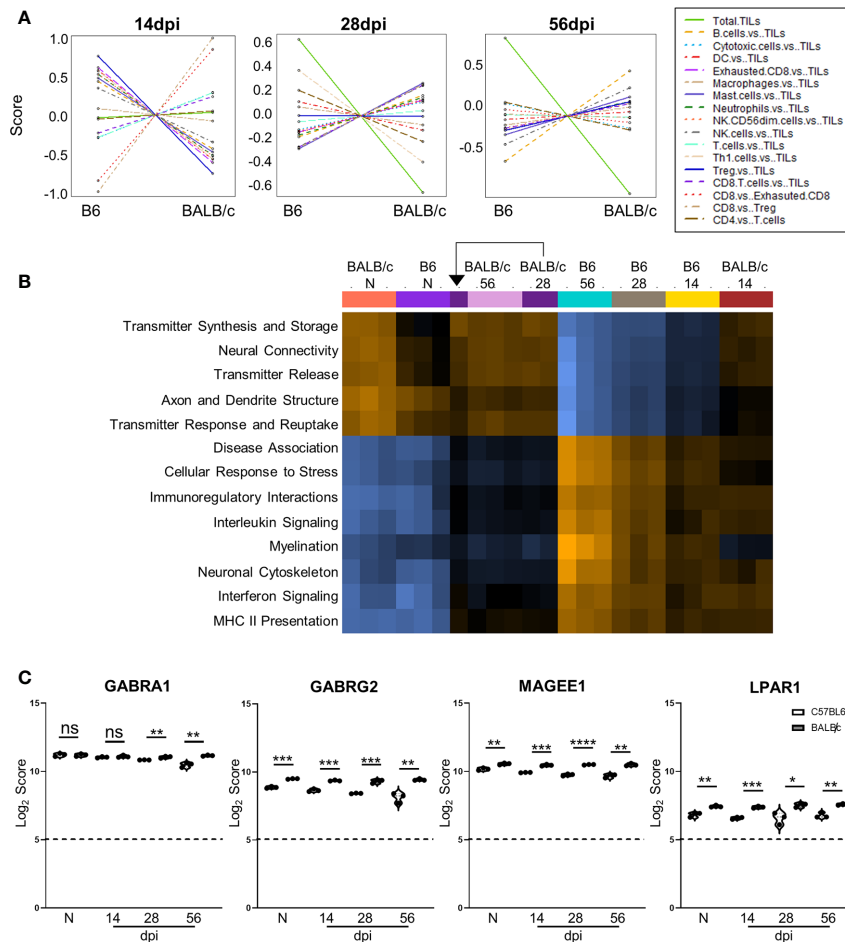 A
14dpi 28dpi 56dpi
Score
1.0
0.5
0.0
-0.5
-1.0
B6 BALB/c
0.6
0.4
0.2
0.0
-0.2
-0.4
-0.6
B6 BALB/c
0.5
0.0
-0.5
B6 BALB/c
Total.TILs
B.cells.vs..TILs
Cytotoxic.cells.vs..TILs
DC.vs..TILs
Exhausted.CD8.vs..TILs
Macrophages.vs..TILs
Mast.cells.vs..TILs
Neutrophils.vs..TILs
NK.CD56dim.cells.vs..TILs
NK.cells.vs..TILs
T.cells.vs..TILs
Th1.cells.vs..TILs
Treg.vs..TILs
CD8.T.cells.vs..TILs
CD8.vs..Exhasuted.CD8
CD8.vs..Treg
CD4.vs..T.cells
B
BALB/c B6 BALB/c BALB/c B6 B6 B6 BALB/c
N N 56 28 56 28 14 14
Transmitter Synthesis and Storage
Neural Connectivity
Transmitter Release
Axon and Dendrite Structure
Transmitter Response and Reuptake
Disease Association
Cellular Response to Stress
Immunoregulatory Interactions
Interleukin Signaling
Myelination
Neuronal Cytoskeleton
Interferon Signaling
MHC II Presentation
C
GABRA1
Log2 Score
15
10
5
0
ns ns ** **
N 14 28 56
dpi
GABRG2
Log2 Score
15
10
5
0
*** *** *** **
N 14 28 56
dpi
MAGEE1
Log2 Score
15
10
5
0
** *** **** **
N 14 28 56
dpi
LPAR1
Log2 Score
15
10
5
0
C57BL6
BALB/c
** *** * **
N 14 28 56
dpi